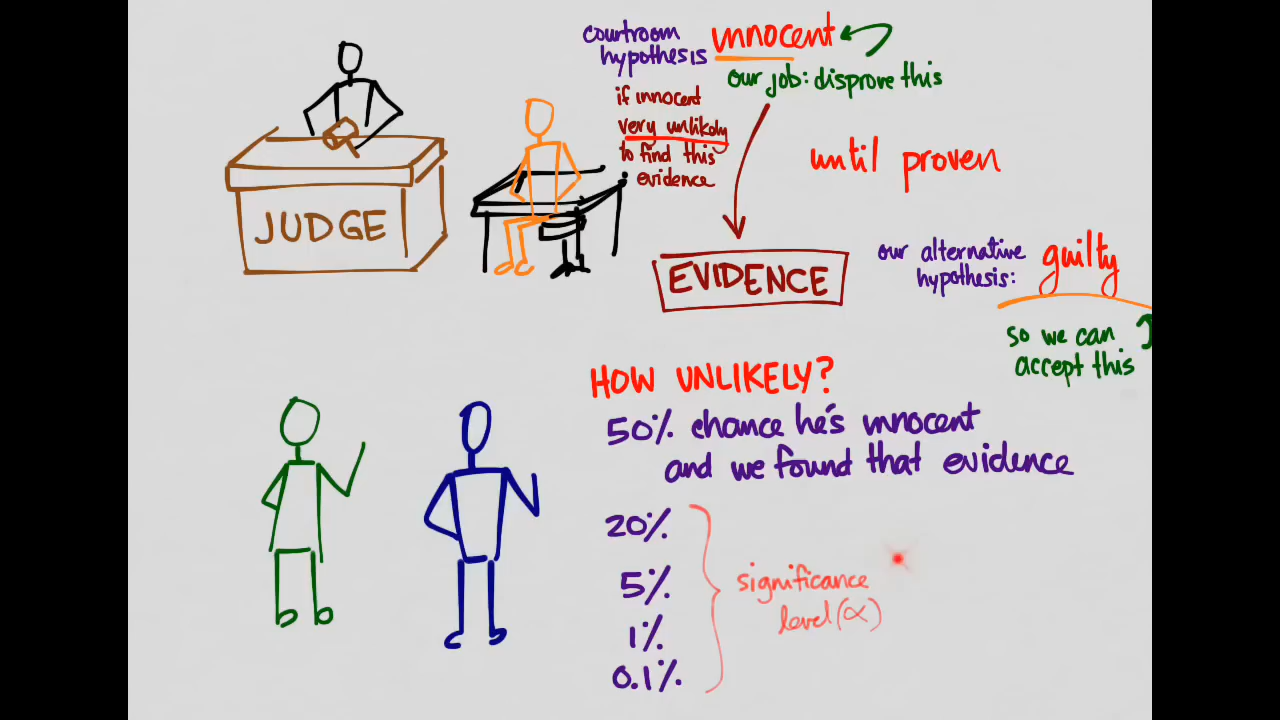 courtroom
hypothesis
innocent
our job: disprove this
if innocent
very unlikely
to find this
evidence
until proven
JUDGE
EVIDENCE
our alternative
hypothesis:
guilty
so we can
accept this
HOW UNLIKELY?
50% chance he's innocent
and we found that evidence
20%
5%
1%
0.1%
significance
level (α)